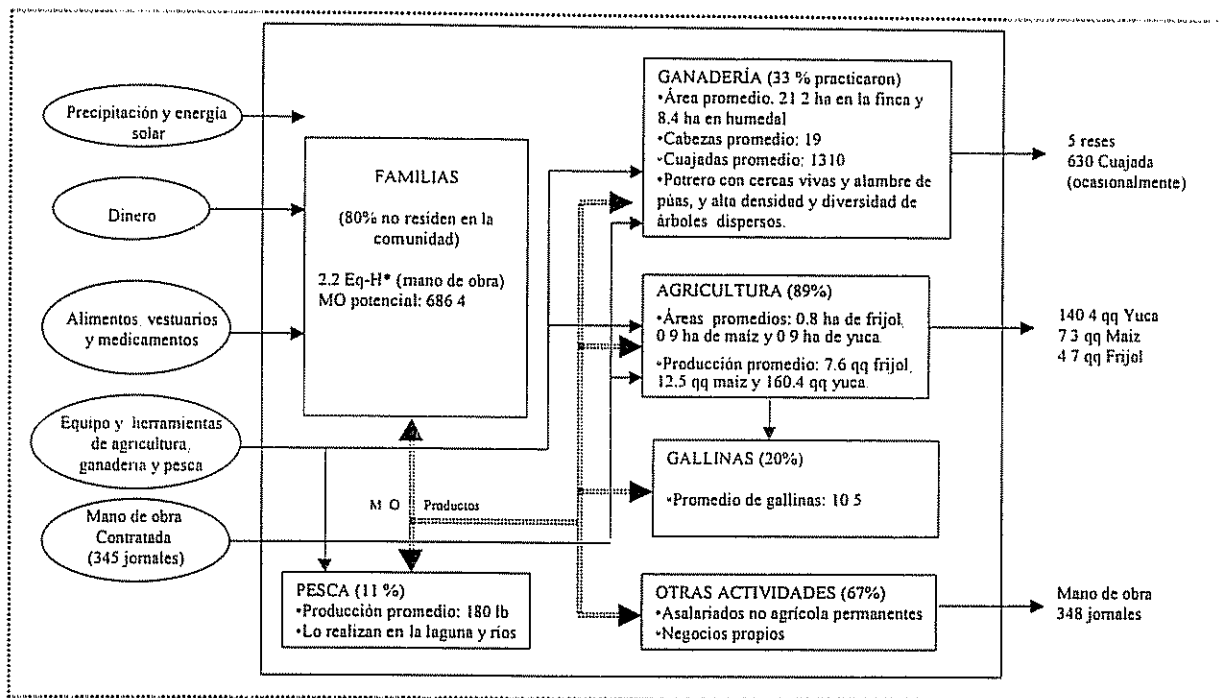 Precipitación y energía
solar
Dinero
Alimentos, vestuarios
y medicamentos
Equipo y herramientas
de agricultura,
ganadería y pesca
Mano de obra
Contratada
(345 jornales)
FAMILIAS
(80% no residen en la
comunidad)
2.2 Eq-H* (mano de obra)
MO potencial: 686 4
M O Productos
PESCA (11 %)
•Producción promedio: 180 lb
•Lo realizan en la laguna y ríos
GANADERÍA (33 % practicaron)
•Área promedio. 21 2 ha en la finca y
8.4 ha en humedal
•Cabezas promedio: 19
•Cuajadas promedio: 1310
•Potrero con cercas vivas y alambre de
púas, y alta densidad y diversidad de
árboles dispersos.
AGRICULTURA (89%)
•Áreas promedios: 0.8 ha de frijol,
0 9 ha de maíz y 0 9 ha de yuca.
•Producción promedio: 7.6 qq frijol,
12.5 qq maiz y 160.4 qq yuca
GALLINAS (20%)
•Promedio de gallinas: 10 5
OTRAS ACTIVIDADES (67%)
•Asalariados no agrícola permanentes
•Negocios propios
5 reses
630 Cuajada
(ocasionalmente)
140 4 qq Yuca
7 3 qq Maiz
4 7 qq Frijol
Mano de obra
348 jornales